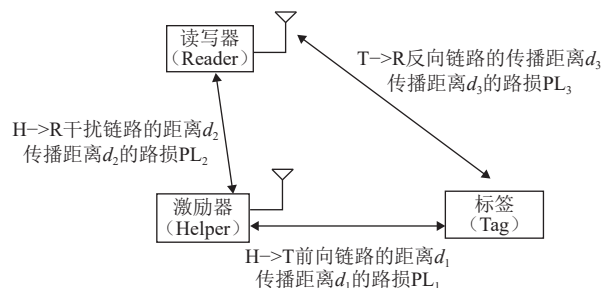 读写器
（Reader）
T−>R反向链路的传播距离d₃
传播距离d₃的路损PL₃
H−>R干扰链路的距离d₂
传播距离d₂的路损PL₂
激励器
（Helper）
标签
（Tag）
H−>T前向链路的距离d₁
传播距离d₁的路损PL₁